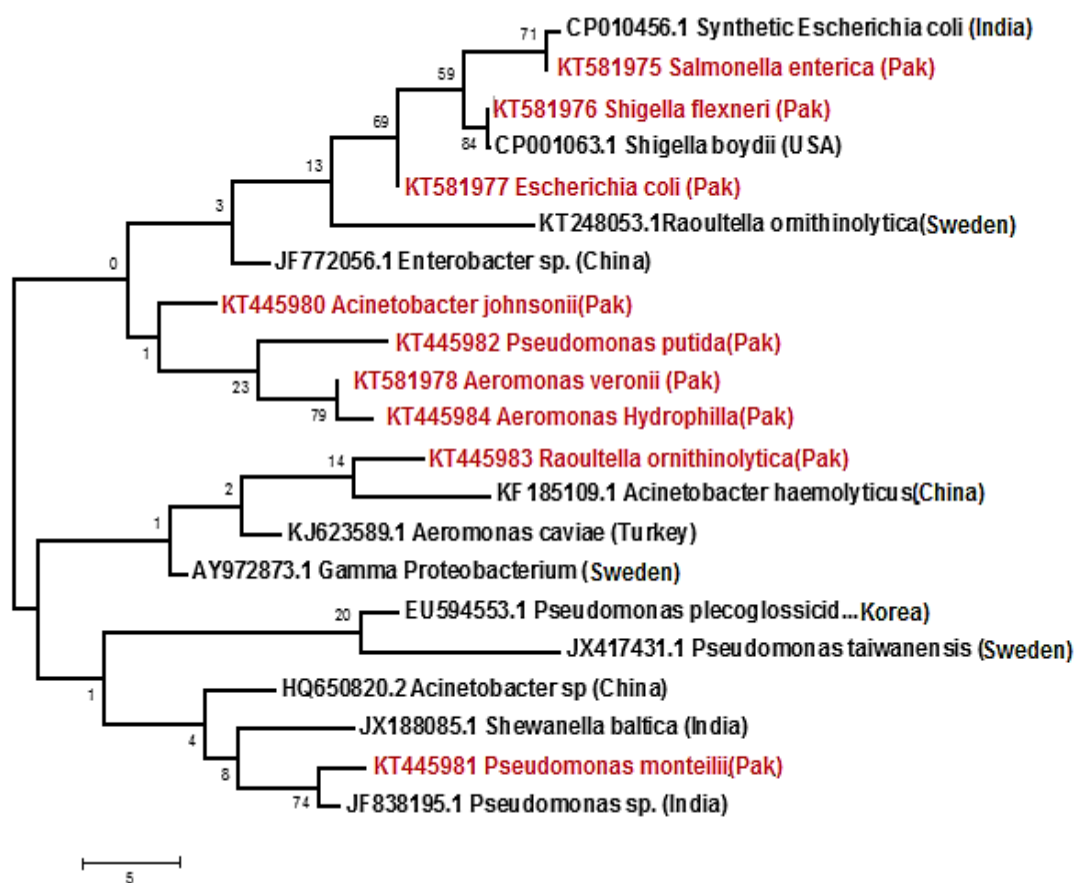 71
CP010456.1 Synthetic Escherichia coli (India)
KT581975 Salmonella enterica (Pak)
59
KT581976 Shigella flexneri (Pak)
69
84
CP001063.1 Shigella boydii (USA)
13
KT581977 Escherichia coli (Pak)
3
KT248053.1Raoultella ornithinolytica(Sweden)
0
JF772056.1 Enterobacter sp. (China)
KT445980 Acinetobacter johnsonii(Pak)
1
KT445982 Pseudomonas putida(Pak)
23
KT581978 Aeromonas veronii (Pak)
79
KT445984 Aeromonas Hydrophilla(Pak)
14
KT445983 Raoultella ornithinolytica(Pak)
2
KF185109.1 Acinetobacter haemolyticus(China)
1
KJ623589.1 Aeromonas caviae (Turkey)
AY972873.1 Gamma Proteobacterium (Sweden)
20
EU594553.1 Pseudomonas plecoglossicid... Korea)
JX417431.1 Pseudomonas taiwanensis (Sweden)
1
HQ650820.2 Acinetobacter sp (China)
4
JX188085.1 Shewanella baltica (India)
8
KT445981 Pseudomonas monteilii(Pak)
74
JF838195.1 Pseudomonas sp. (India)
5